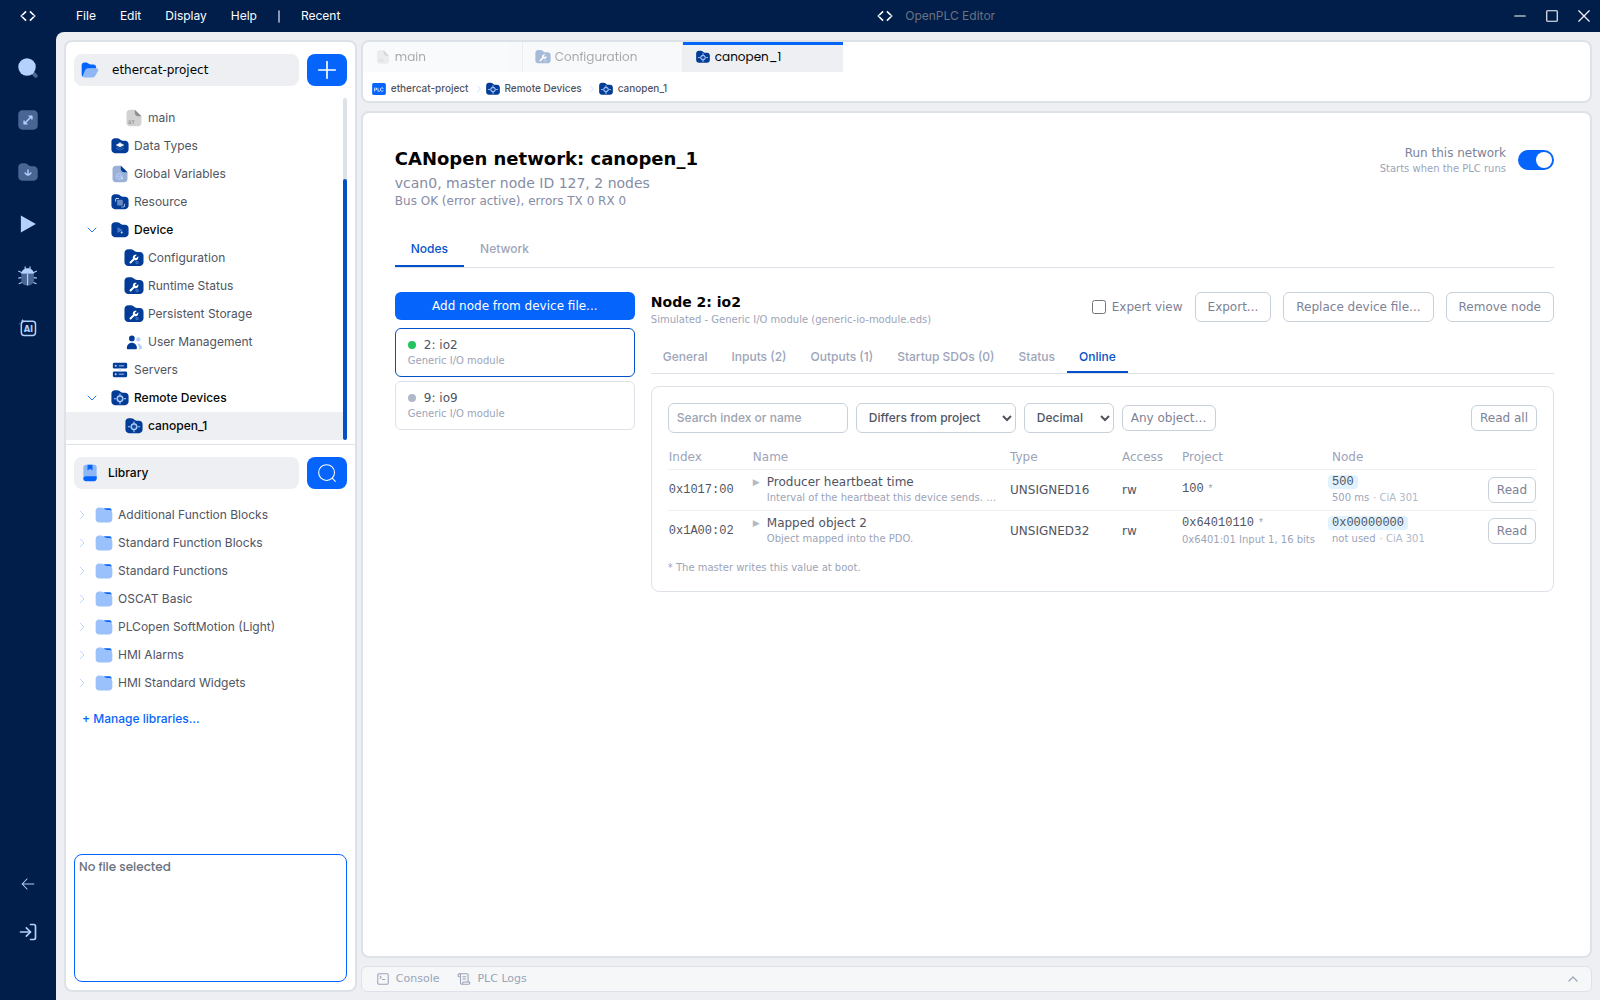 File Edit Display Help | Recent
OpenPLC Editor
ethercat-project
main
Data Types
Global Variables
Resource
Device
Configuration
Runtime Status
Persistent Storage
User Management
Servers
Remote Devices
canopen_1
Library
Additional Function Blocks
Standard Function Blocks
Standard Functions
OSCAT Basic
PLCopen SoftMotion (Light)
HMI Alarms
HMI Standard Widgets
+ Manage libraries...
No file selected
AI
main Configuration canopen_1
PLC ethercat-project Remote Devices canopen_1
CANopen network: canopen_1
vcan0, master node ID 127, 2 nodes
Bus OK (error active), errors TX 0 RX 0
Run this network
Starts when the PLC runs
Nodes Network
Add node from device file...
2: io2
Generic I/O module
9: io9
Generic I/O module
Node 2: io2
Simulated - Generic I/O module (generic-io-module.eds)
Expert view Export... Replace device file... Remove node
General Inputs (2) Outputs (1) Startup SDOs (0) Status Online
Search index or name Differs from project Decimal Any object... Read all
Index Name Type Access Project Node
0x1017:00 Producer heartbeat time UNSIGNED16 rw 100 * 500 Read
Interval of the heartbeat this device sends. ... 500 ms · CiA 301
0x1A00:02 Mapped object 2 UNSIGNED32 rw 0x64010110 * 0x00000000 Read
Object mapped into the PDO. 0x6401:01 Input 1, 16 bits not used · CiA 301
* The master writes this value at boot.
Console PLC Logs